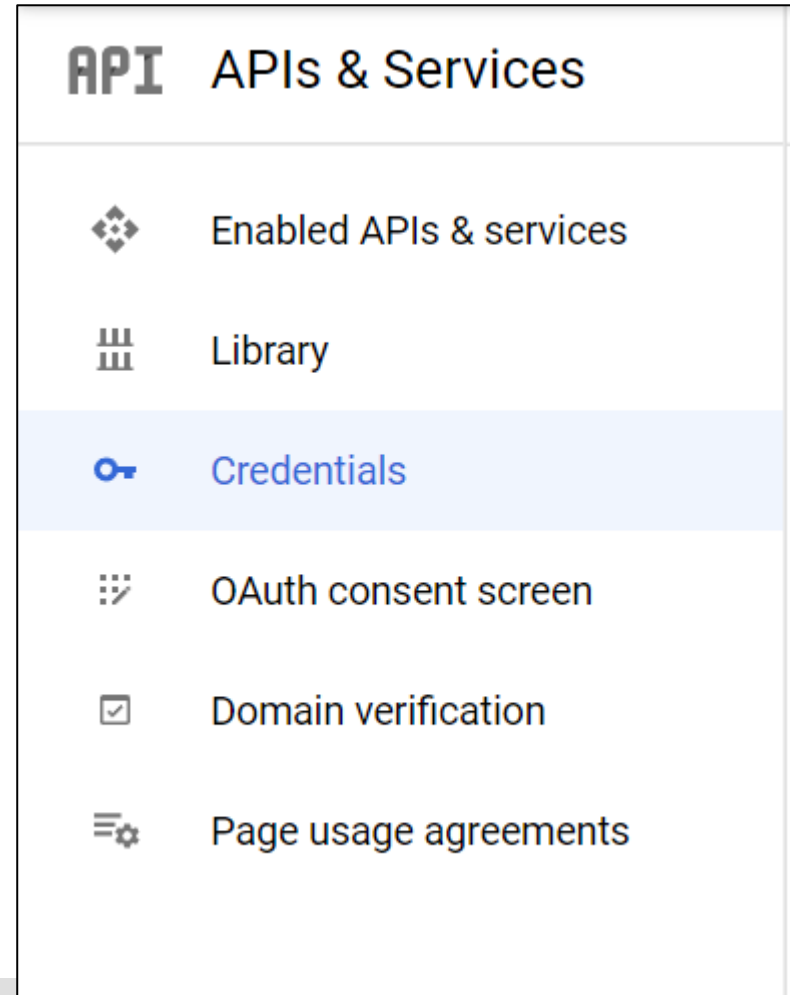 API APIs & Services
Enabled APIs & services
Library
Credentials
OAuth consent screen
Domain verification
Page usage agreements